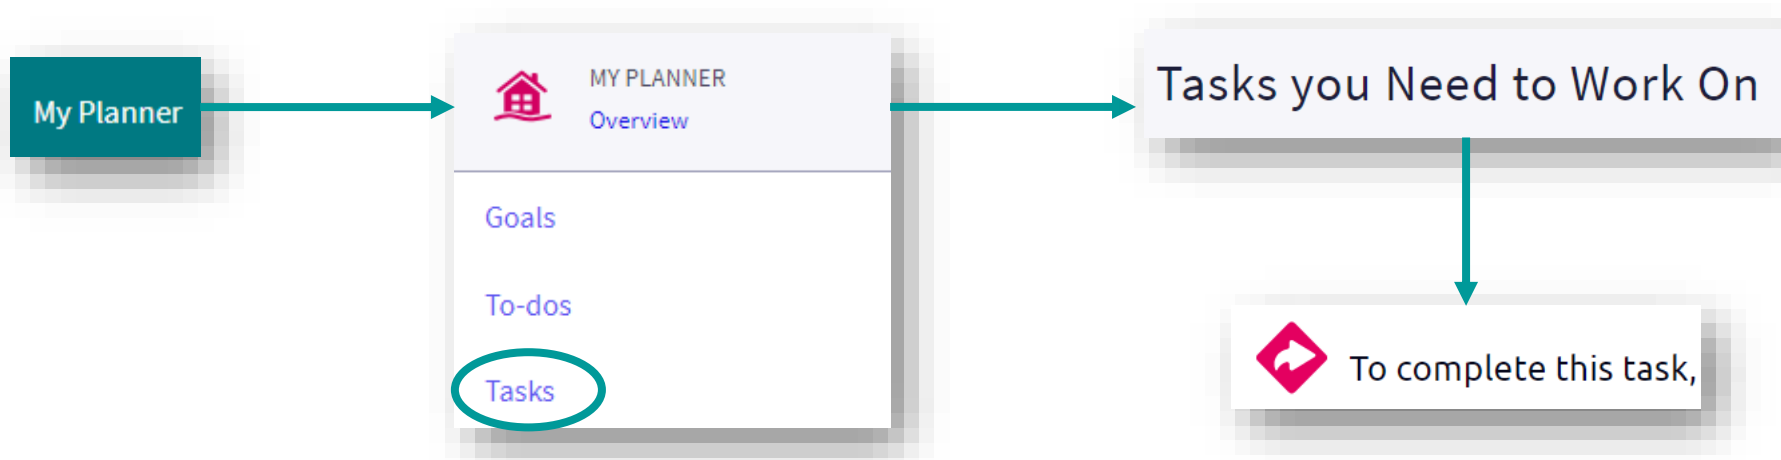 My Planner
MY PLANNER
Overview
Goals
To-dos
Tasks
Tasks you Need to Work On
To complete this task,